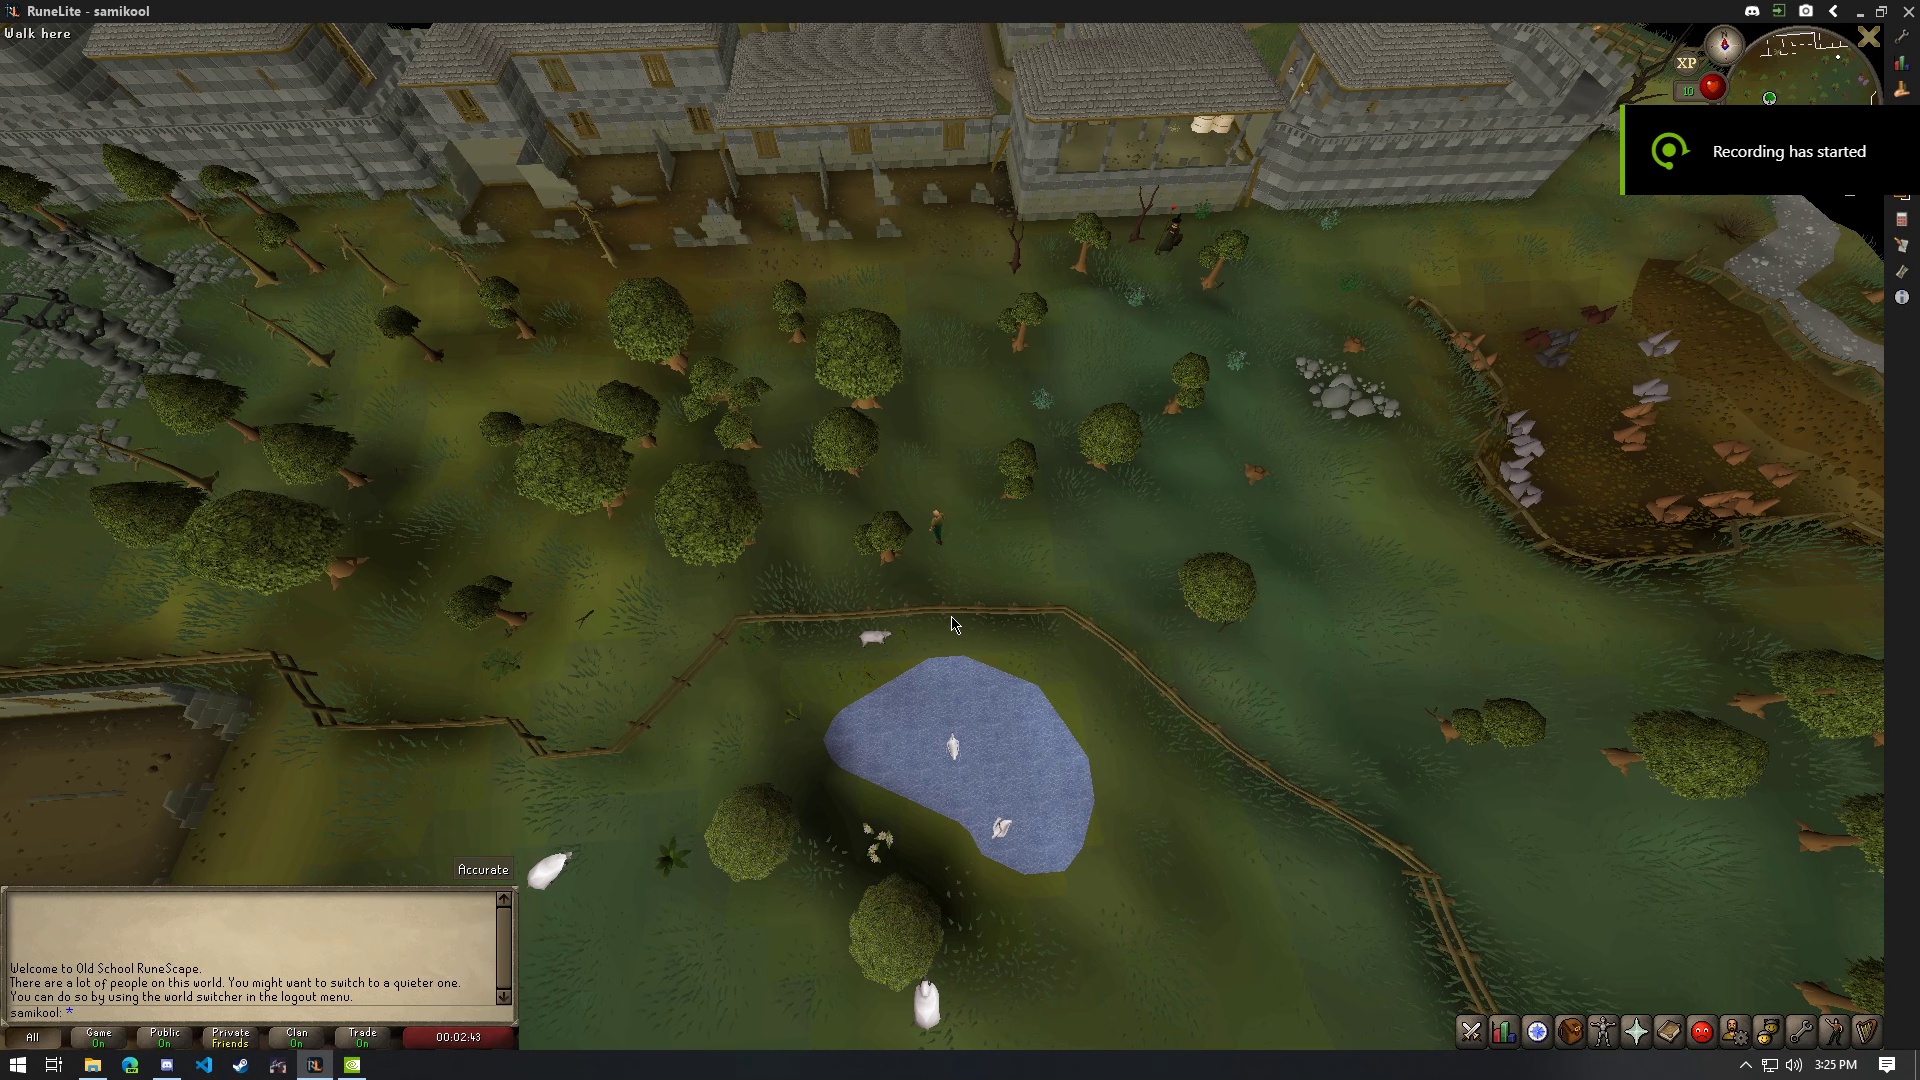 RuneLite - samikool
Walk here
N
XP
10
Recording has started
Accurate
Welcome to Old School RuneScape.
There are a lot of people on this world. You might want to switch to a quieter one.
You can do so by using the world switcher in the logout menu.
samikool: *
All
Game
On
Public
On
Private
Friends
Clan
On
Trade
On
00:02:43
3:25 PM